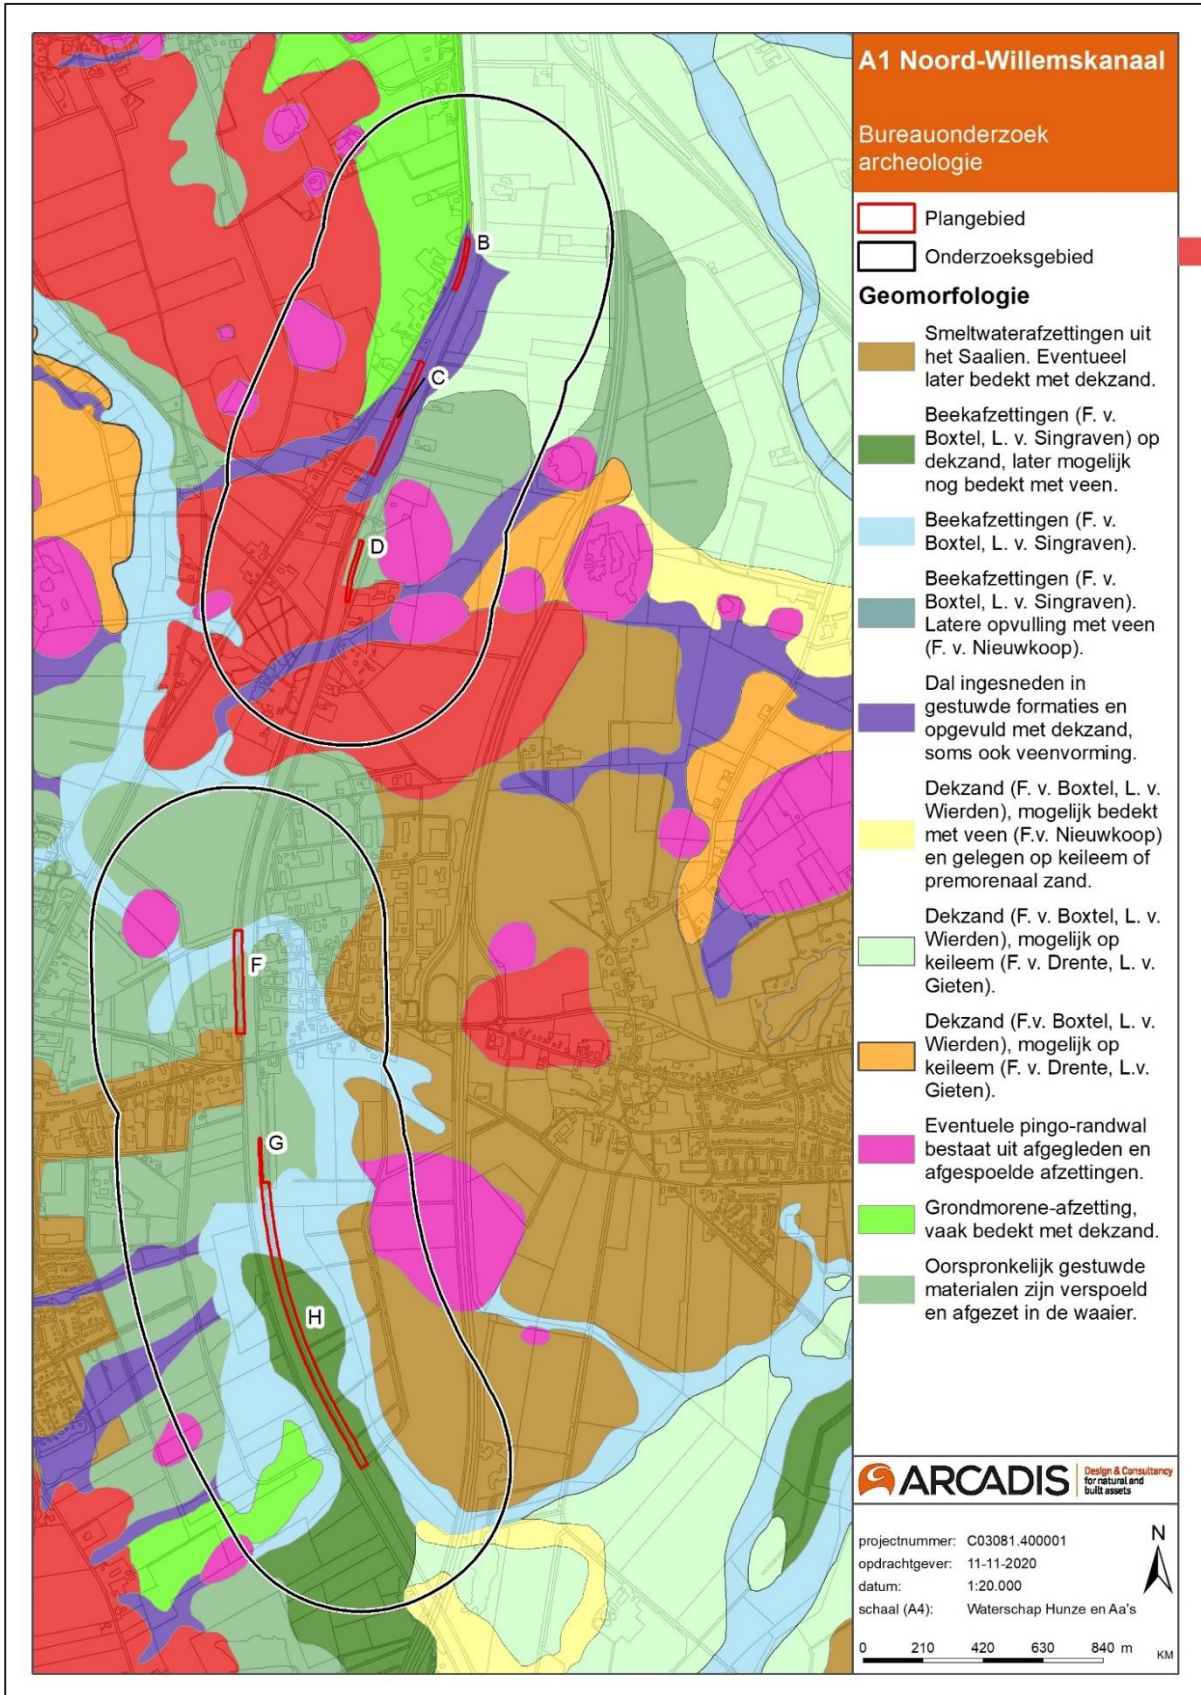 A1 Noord-Willemskanaal
Bureauonderzoek
archeologie
Plangebied
Onderzoeksgebied
Geomorfologie
Smeltwaterafzettingen uit
het Saalien. Eventueel
later bedekt met dekzand.
Beekafzettingen (F. v.
Boxtel, L. v. Singraven) op
dekzand, later mogelijk
nog bedekt met veen.
Beekafzettingen (F. v.
Boxtel, L. v. Singraven).
Beekafzettingen (F. v.
Boxtel, L. v. Singraven).
Latere opvulling met veen
(F. v. Nieuwkoop).
Dal ingesneden in
gestuwde formaties en
opgevuld met dekzand,
soms ook veenvorming.
Dekzand (F. v. Boxtel, L. v.
Wierden), mogelijk bedekt
met veen (F.v. Nieuwkoop)
en gelegen op keileem of
premorenaal zand.
Dekzand (F. v. Boxtel, L. v.
Wierden), mogelijk op
keileem (F. v. Drente, L. v.
Gieten).
Dekzand (F.v. Boxtel, L. v.
Wierden), mogelijk op
keileem (F. v. Drente, L.v.
Gieten).
Eventuele pingo-randwal
bestaat uit afgegleden en
afgespoelde afzettingen.
Grondmorene-afzetting,
vaak bedekt met dekzand.
Oorspronkelijk gestuwde
materialen zijn verspoeld
en afgezet in de waaier.
B
C
D
F
G
H
ARCADIS
Design & Consultancy
for natural and
built assets
projectnummer: C03081.400001
opdrachtgever: 11-11-2020
datum: 1:20.000
schaal (A4): Waterschap Hunze en Aa's
N
0 210 420 630 840 m
KM